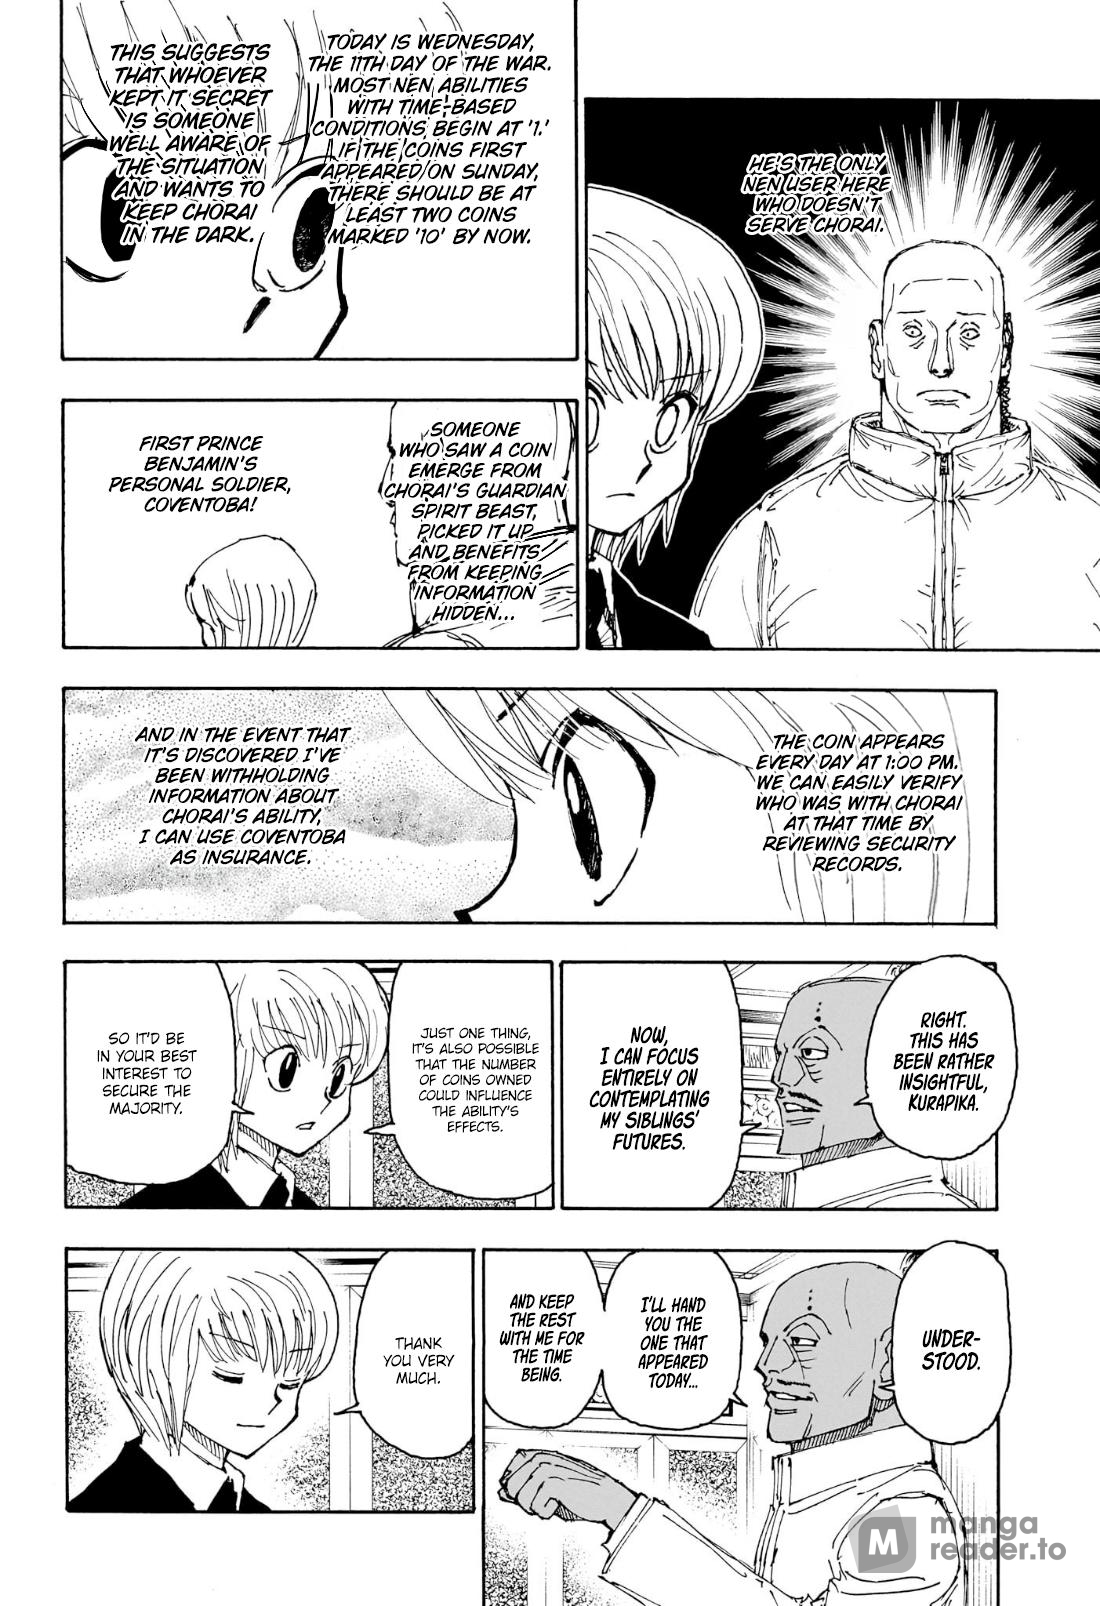 TODAY IS WEDNESDAY,
THE 11TH DAY OF THE WAR.
MOST NEN ABILITIES
WITH TIME-BASED
CONDITIONS BEGIN AT '1.'
IF THE COINS FIRST
APPEARED ON SUNDAY,
THERE SHOULD BE AT
LEAST TWO COINS
MARKED '10' BY NOW.
THIS SUGGESTS
THAT WHOEVER
KEPT IT SECRET
IS SOMEONE
WELL AWARE OF
THE SITUATION
AND WANTS TO
KEEP CHORAI
IN THE DARK.
HE'S THE ONLY
NEN USER HERE
WHO DOESN'T
SERVE CHORAI.
SOMEONE
WHO SAW A COIN
EMERGE FROM
CHORAI'S GUARDIAN
SPIRIT BEAST,
PICKED IT UP
AND BENEFITS
FROM KEEPING
INFORMATION
HIDDEN...
FIRST PRINCE
BENJAMIN'S
PERSONAL SOLDIER,
COVENTOBA!
THE COIN APPEARS
EVERY DAY AT 1:00 PM.
WE CAN EASILY VERIFY
WHO WAS WITH CHORAI
AT THAT TIME BY
REVIEWING SECURITY
RECORDS.
AND IN THE EVENT THAT
IT'S DISCOVERED I'VE
BEEN WITHHOLDING
INFORMATION ABOUT
CHORAI'S ABILITY,
I CAN USE COVENTOBA
AS INSURANCE.
RIGHT.
THIS HAS
BEEN RATHER
INSIGHTFUL,
KURAPIKA.
NOW,
I CAN FOCUS
ENTIRELY ON
CONTEMPLATING
MY SIBLINGS'
FUTURES.
JUST ONE THING,
IT'S ALSO POSSIBLE
THAT THE NUMBER
OF COINS OWNED
COULD INFLUENCE
THE ABILITY'S
EFFECTS.
SO IT'D BE
IN YOUR BEST
INTEREST TO
SECURE THE
MAJORITY.
UNDER-
STOOD.
I'LL HAND
YOU THE
ONE THAT
APPEARED
TODAY...
AND KEEP
THE REST
WITH ME FOR
THE TIME
BEING.
THANK
YOU VERY
MUCH.
M manga
reader.to